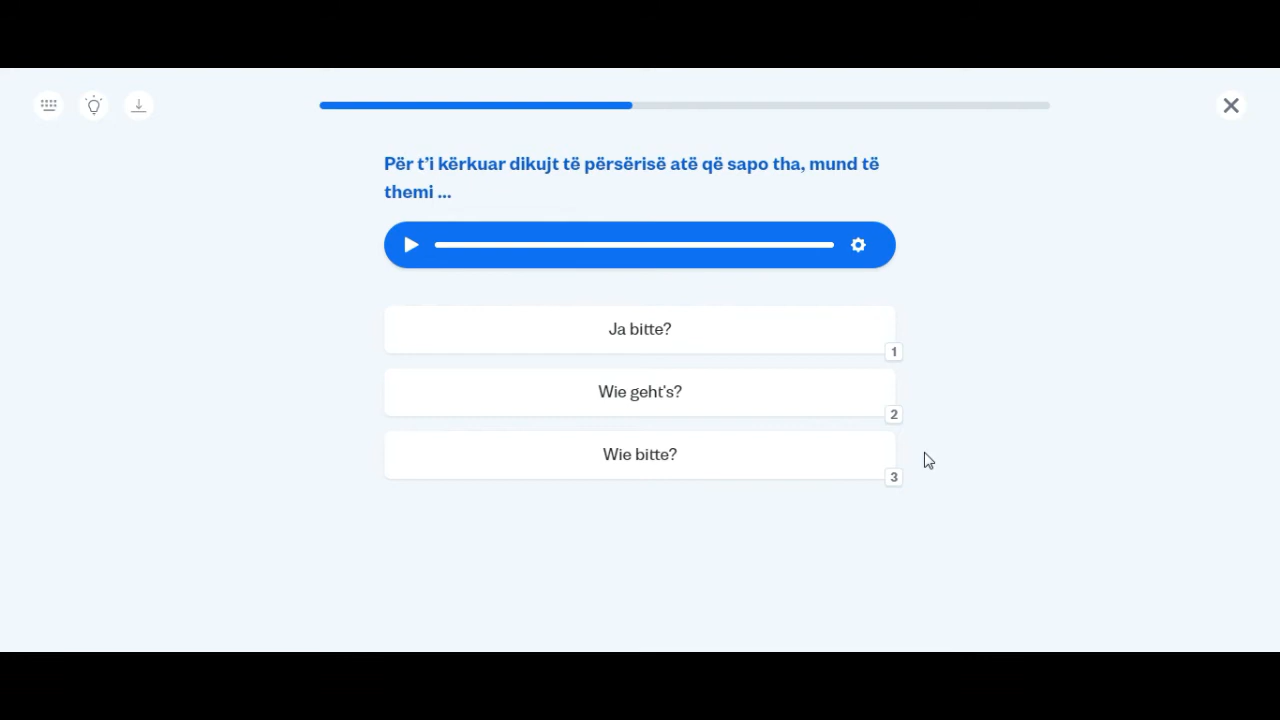 Për t’i kërkuar dikujt të përsërisë atë që sapo tha, mund të
themi ...
Ja bitte?
1
Wie geht's?
2
Wie bitte?
3